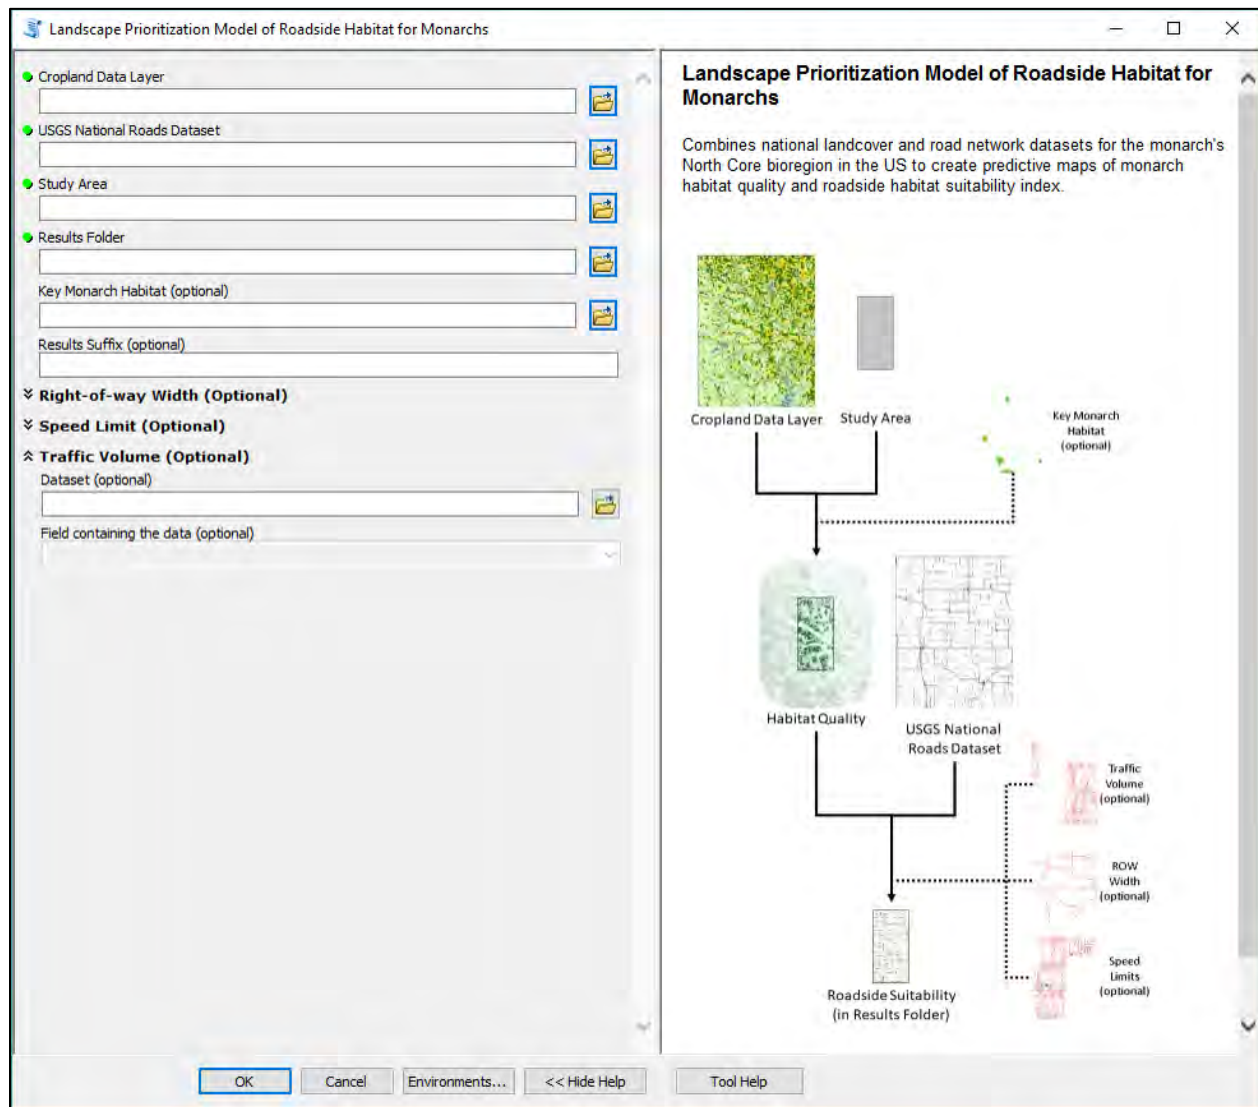 Landscape Prioritization Model of Roadside Habitat for Monarchs
Cropland Data Layer
USGS National Roads Dataset
Study Area
Results Folder
Key Monarch Habitat (optional)
Results Suffix (optional)
Right-of-way Width (Optional)
Speed Limit (Optional)
Traffic Volume (Optional)
Dataset (optional)
Field containing the data (optional)
OK
Cancel
Environments...
<< Hide Help
Tool Help
Landscape Prioritization Model of Roadside Habitat for
Monarchs
Combines national landcover and road network datasets for the monarch's
North Core bioregion in the US to create predictive maps of monarch
habitat quality and roadside habitat suitability index.
Cropland Data Layer
Study Area
Key Monarch
Habitat
(optional)
Habitat Quality
USGS National
Roads Dataset
Traffic
Volume
(optional)
ROW
Width
(optional)
Speed
Limits
(optional)
Roadside Suitability
(in Results Folder)